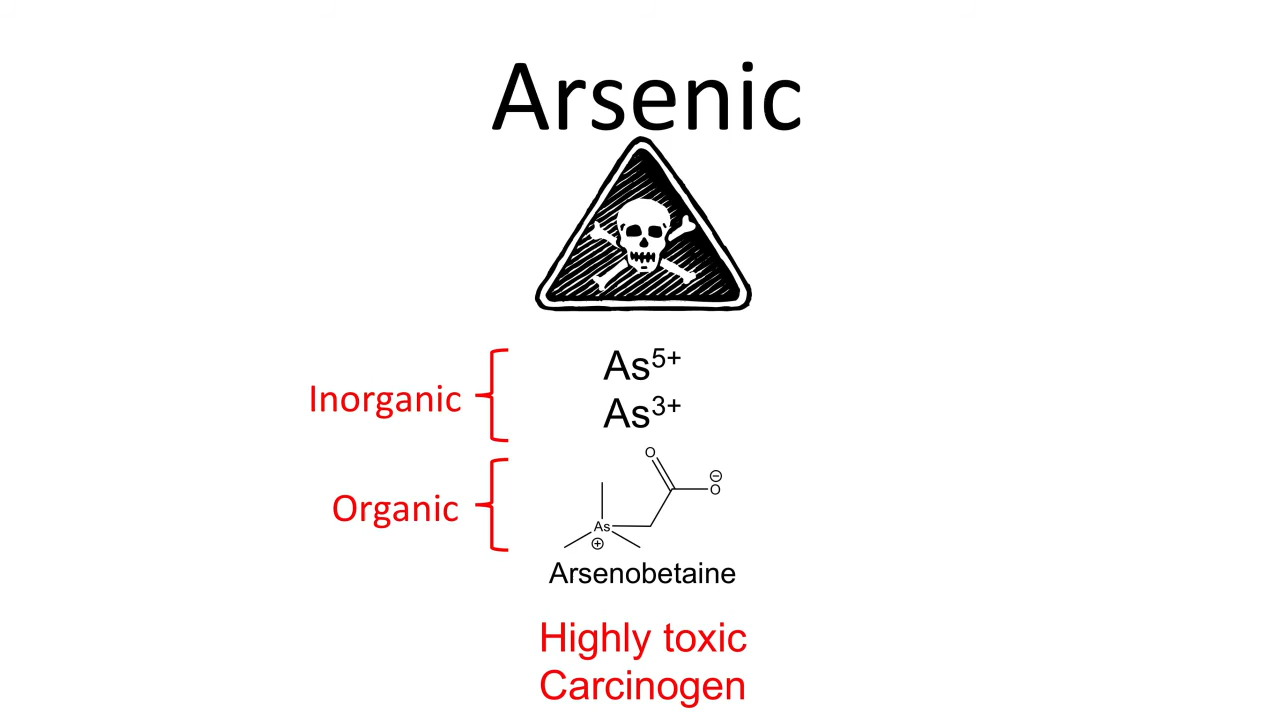 Arsenic
Inorganic
As⁵⁺
As³⁺
Organic
O
O⊖
As
⊕
Arsenobetaine
Highly toxic
Carcinogen